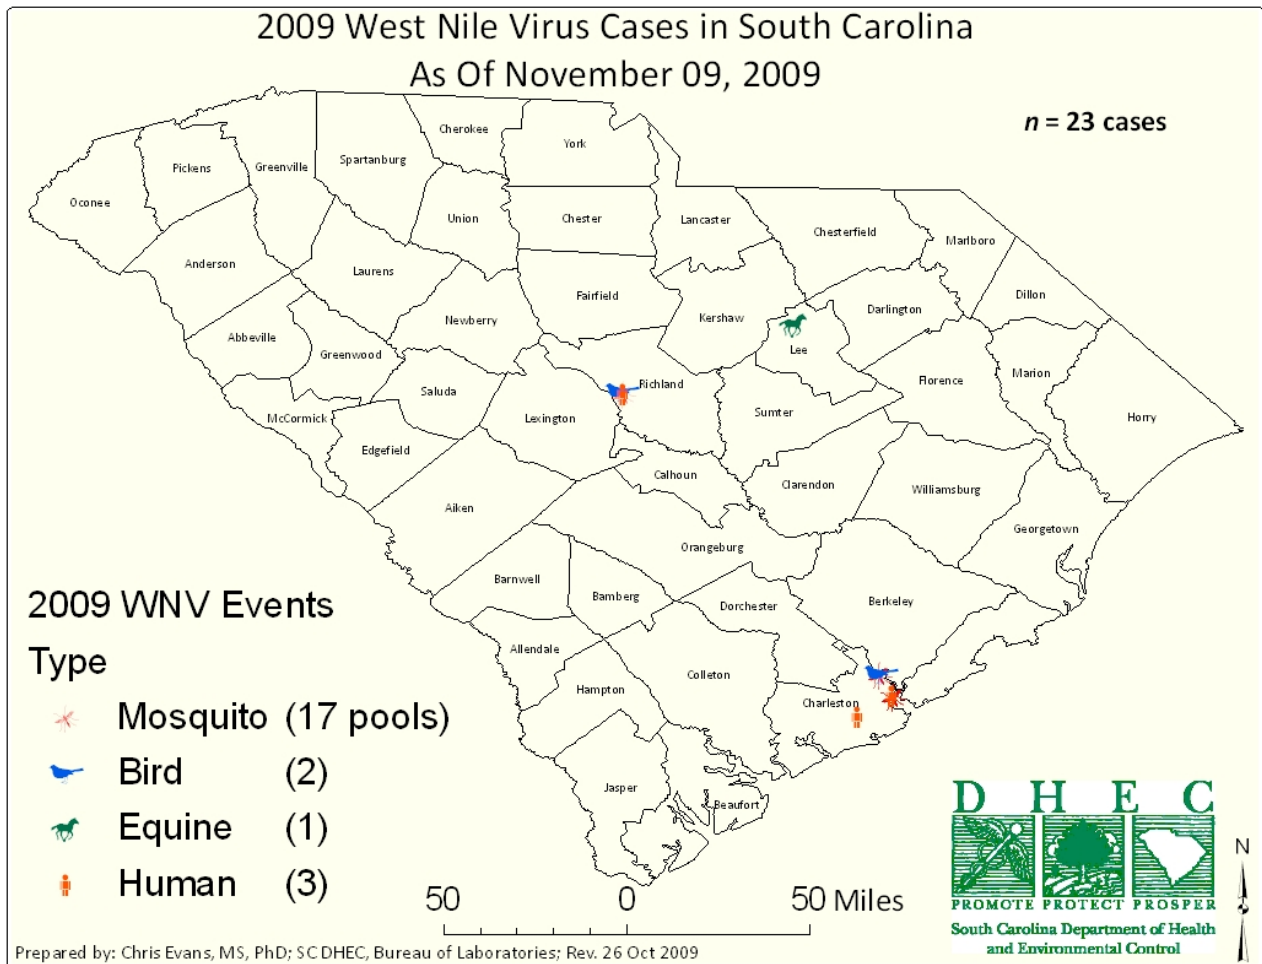 2009 West Nile Virus Cases in South Carolina
As Of November 09, 2009
n = 23 cases
Cherokee
York
Spartanburg
Greenville
Pickens
Oconee
Union
Chester
Lancaster
Chesterfield
Marlboro
Anderson
Laurens
Fairfield
Dillon
Kershaw
Darlington
Newberry
Abbeville
Greenwood
Lee
Marion
Florence
Richland
Saluda
Sumter
Horry
McCormick
Lexington
Edgefield
Calhoun
Clarendon
Williamsburg
Aiken
Georgetown
Orangeburg
Barnwell
Bamberg
Dorchester
Berkeley
Allendale
Colleton
Hampton
Charleston
Jasper
Beaufort
2009 WNV Events
Type
Mosquito (17 pools)
Bird (2)
Equine (1)
Human (3)
50 0 50 Miles
DHEC
PROMOTE PROTECT PROSPER
South Carolina Department of Health
and Environmental Control
N
Prepared by: Chris Evans, MS, PhD; SC DHEC, Bureau of Laboratories; Rev. 26 Oct 2009